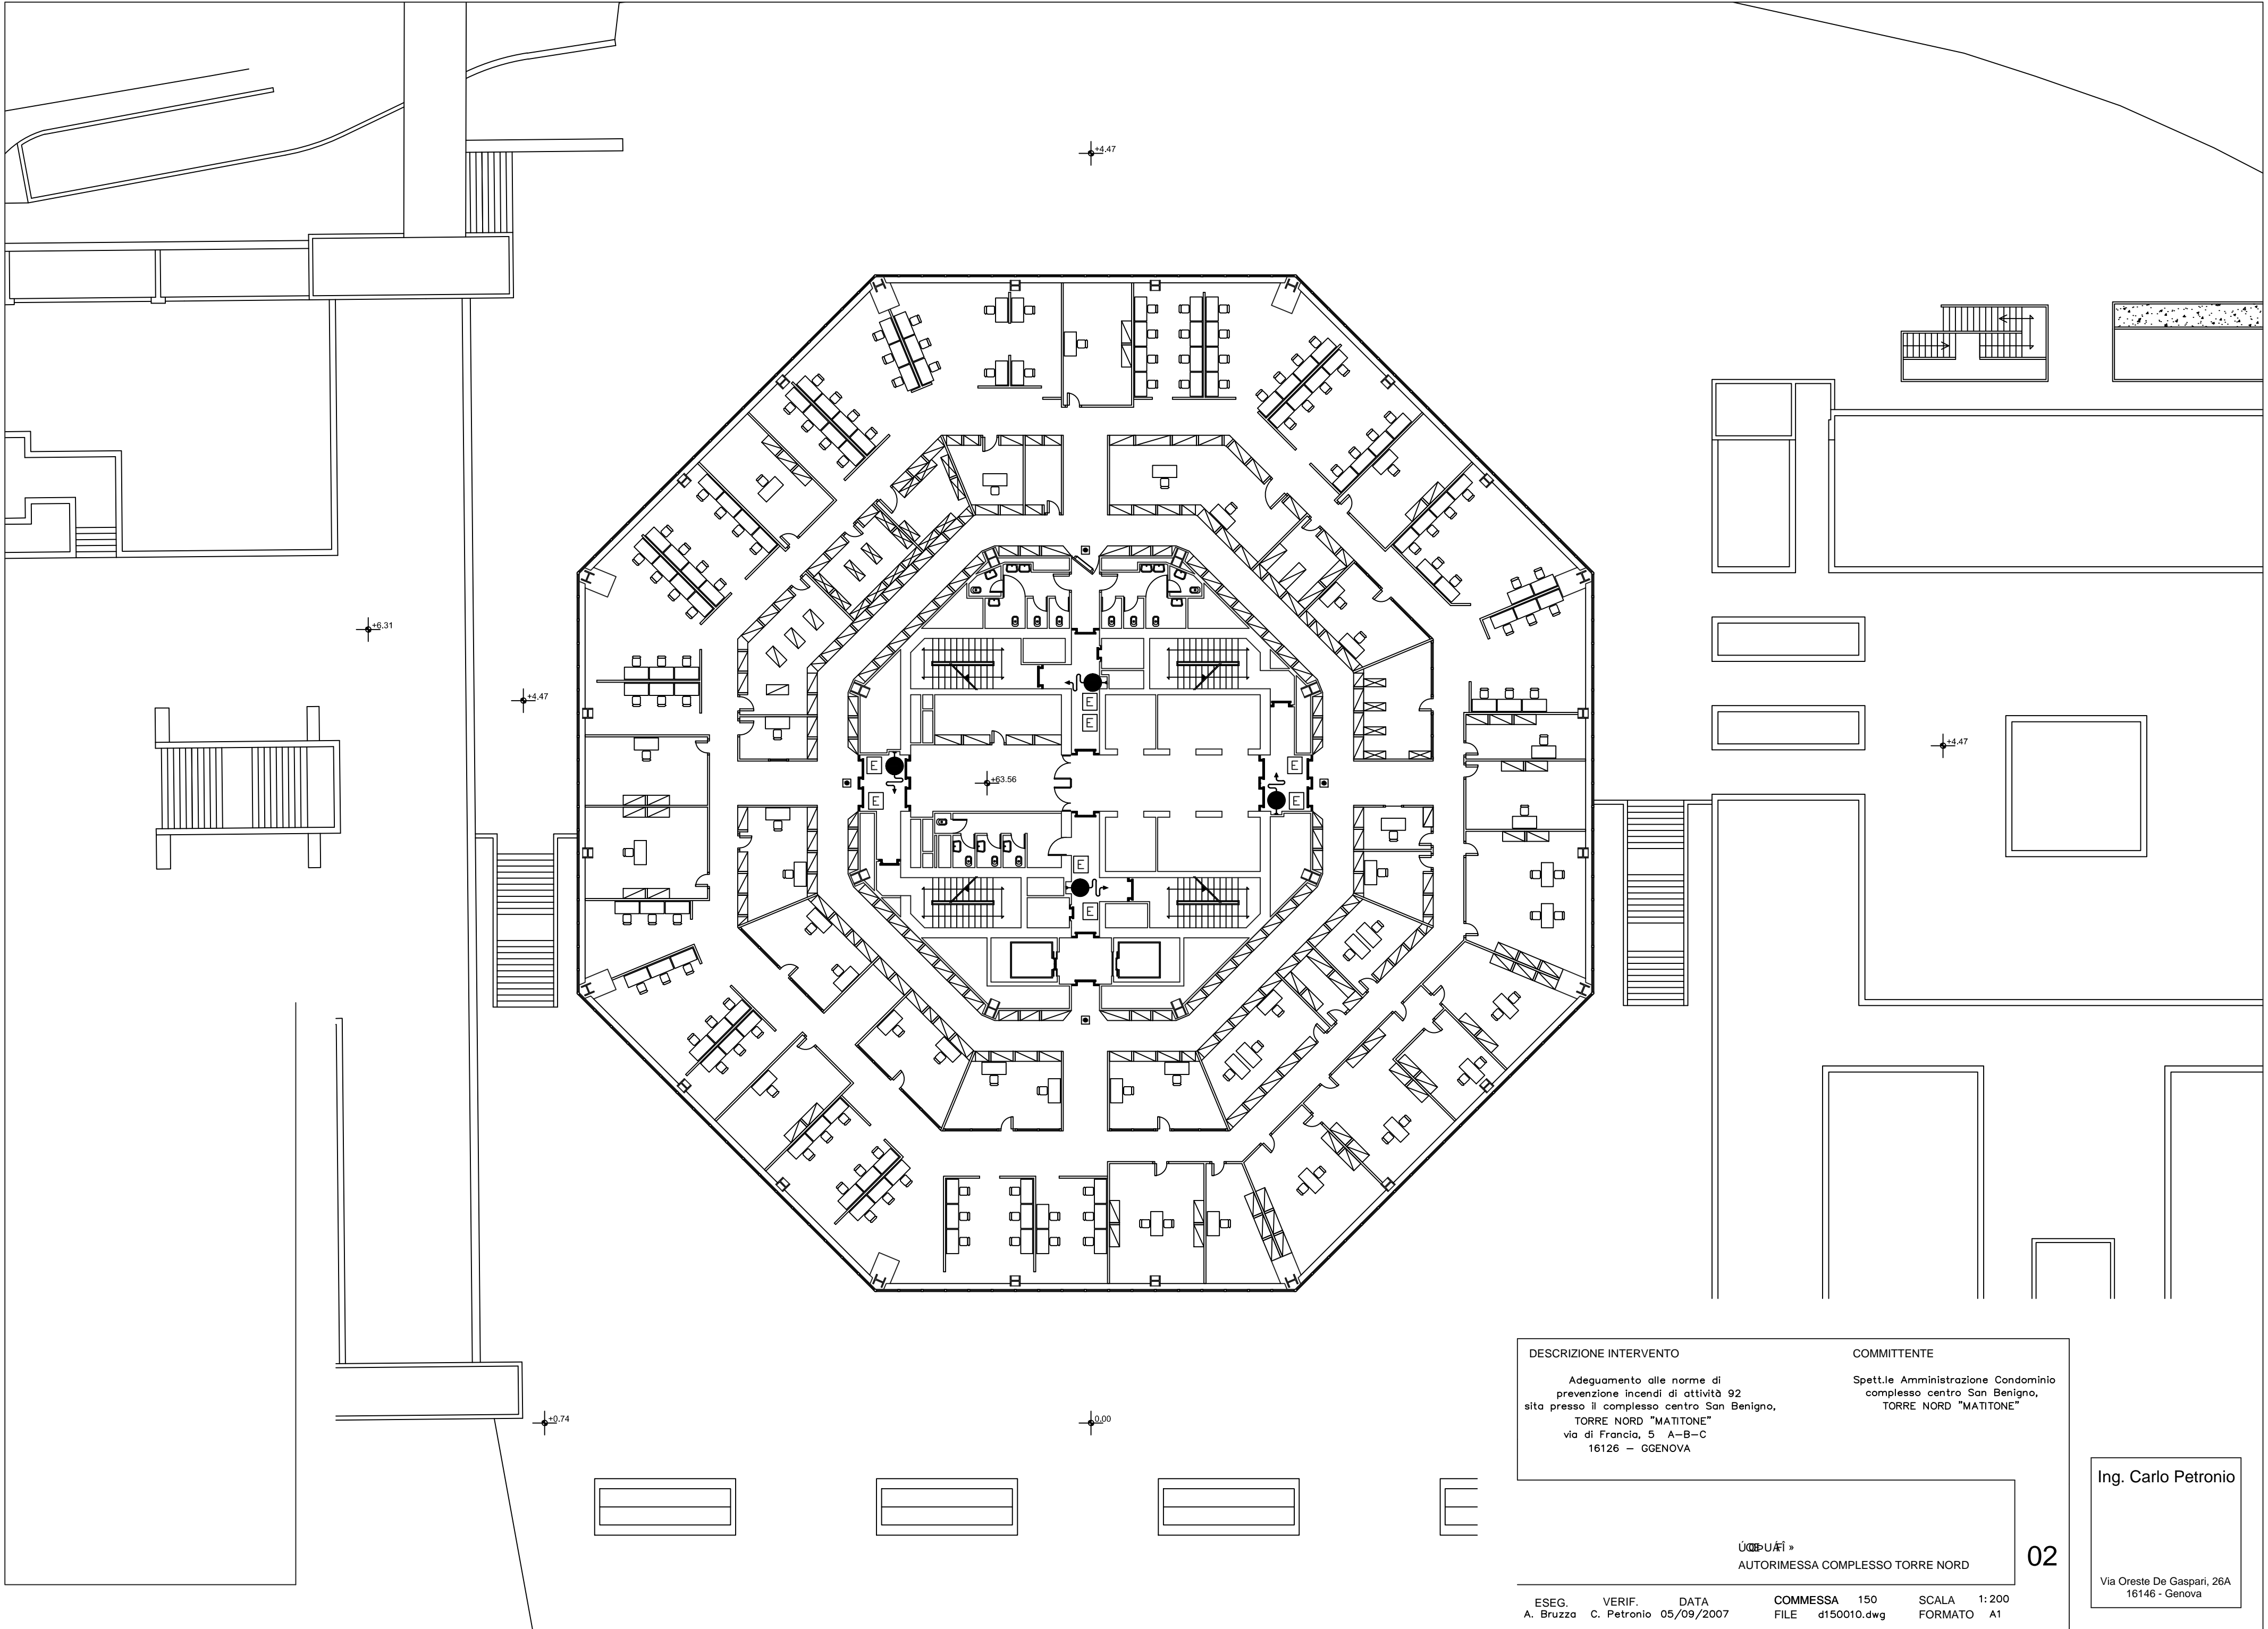 +4.47
+6.31
+4.47
+4.47
E
E
E
E
+63.56
E
E
E
E
+0.74
0,00
DESCRIZIONE INTERVENTO
Adeguamento alle norme di
prevenzione incendi di attività 92
sita presso il complesso centro San Benigno,
TORRE NORD "MATITONE"
via di Francia, 5 A-B-C
16126 - GGENOVA
COMMITTENTE
Spett.le Amministrazione Condominio
complesso centro San Benigno,
TORRE NORD "MATITONE"
AUTORIMESSA COMPLESSO TORRE NORD
02
ESEG. VERIF. DATA COMMESSA 150 SCALA 1:200
A. Bruzza C. Petronio 05/09/2007 FILE d150010.dwg FORMATO A1
Ing. Carlo Petronio
Via Oreste De Gaspari, 26A
16146 - Genova